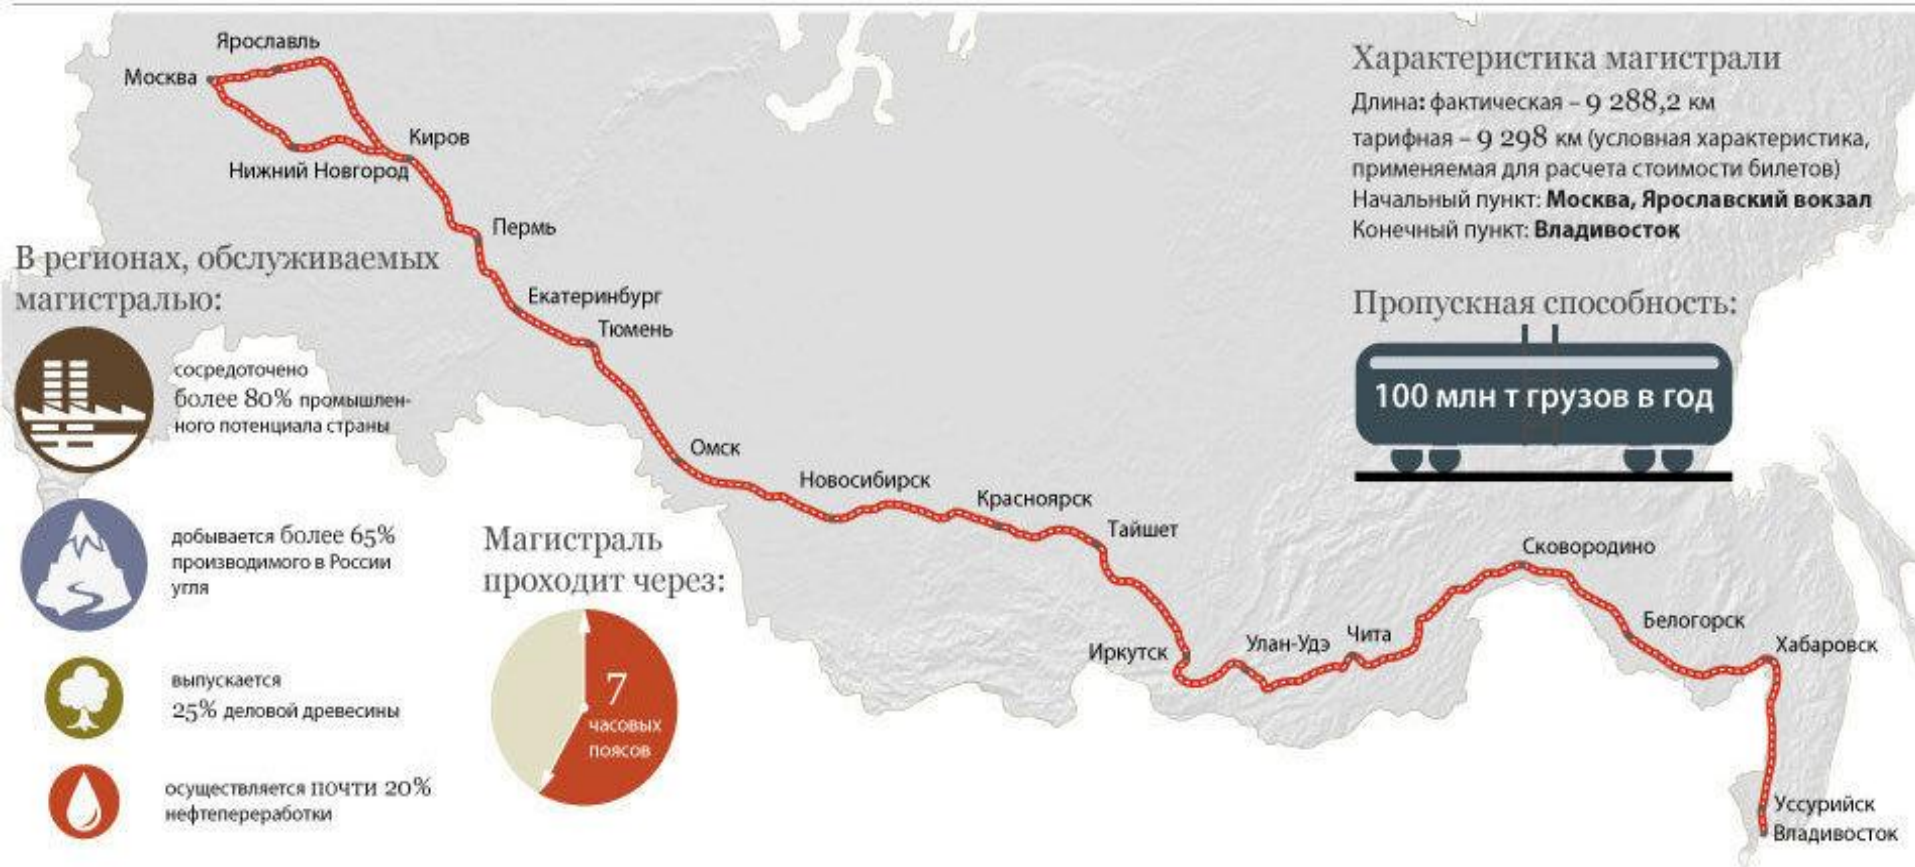 Ярославль
Москва
Киров
Нижний Новгород
Пермь
Екатеринбург
Тюмень
Омск
Новосибирск
Красноярск
Тайшет
Иркутск
Улан-Удэ
Чита
Сковородино
Белогорск
Хабаровск
Уссурийск
Владивосток
Характеристика магистрали
Длина: фактическая – 9 288,2 км
тарифная – 9 298 км (условная характеристика,
применяемая для расчета стоимости билетов)
Начальный пункт: Москва, Ярославский вокзал
Конечный пункт: Владивосток
Пропускная способность:
100 млн т грузов в год
В регионах, обслуживаемых
магистралью:
сосредоточено
более 80% промышлен-
ного потенциала страны
добывается более 65%
производимого в России
угля
выпускается
25% деловой древесины
осуществляется почти 20%
нефтепереработки
Магистраль
проходит через:
7
часовых
поясов